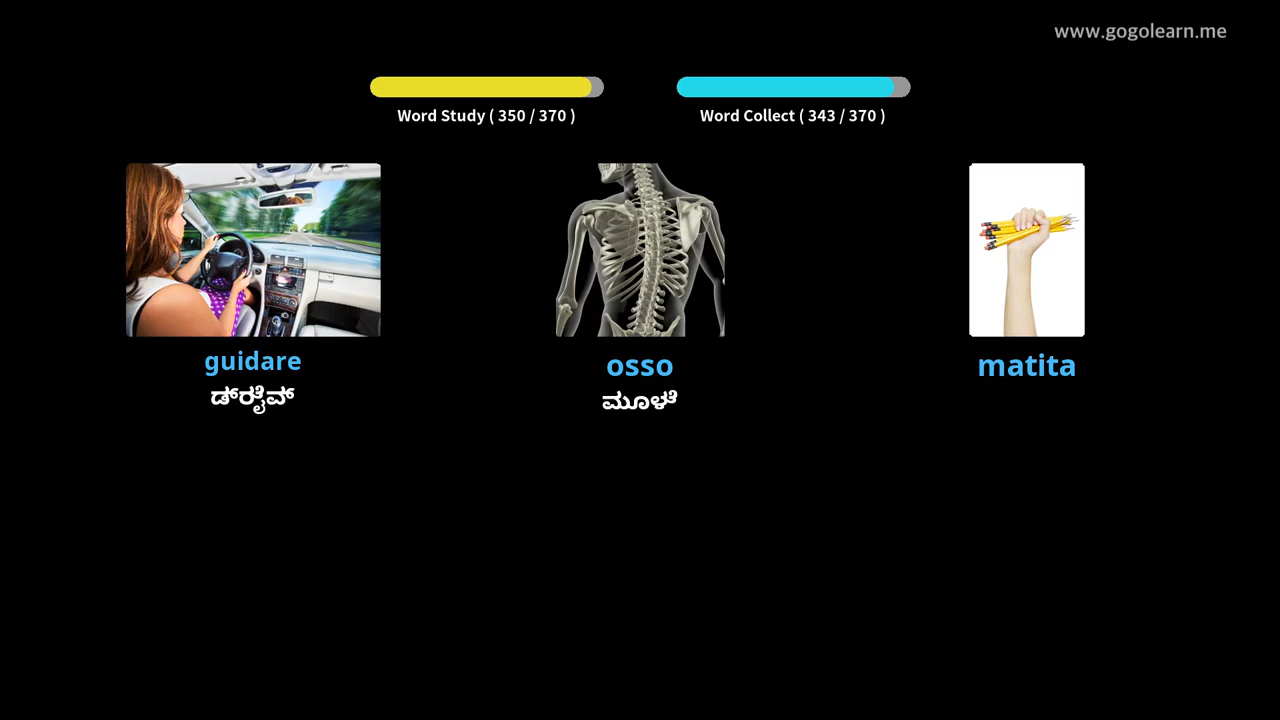 www.gogolearn.me
Word Study ( 350 / 370 )
Word Collect ( 343 / 370 )
guidare
ಡ್ರೈವ್
osso
ಮೂಳೆ
matita